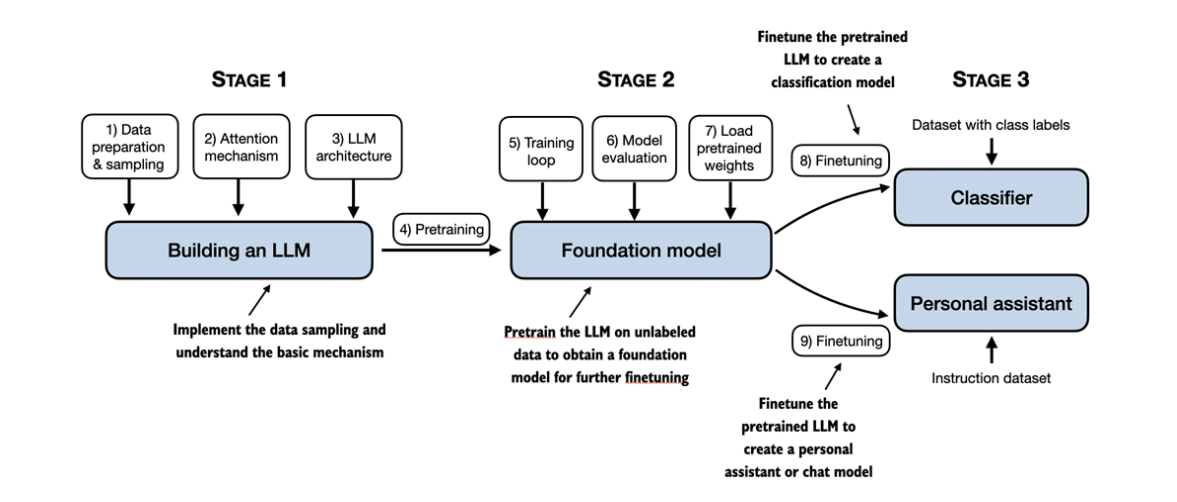 STAGE 1
1) Data
preparation
& sampling
2) Attention
mechanism
3) LLM
architecture
Building an LLM
Implement the data sampling and
understand the basic mechanism
4) Pretraining
STAGE 2
5) Training
loop
6) Model
evaluation
7) Load
pretrained
weights
Foundation model
Pretrain the LLM on unlabeled
data to obtain a foundation
model for further finetuning
Finetune the pretrained
LLM to create a
classification model
STAGE 3
8) Finetuning
Dataset with class labels
Classifier
Personal assistant
9) Finetuning
Instruction dataset
Finetune the
pretrained LLM to
create a personal
assistant or chat model